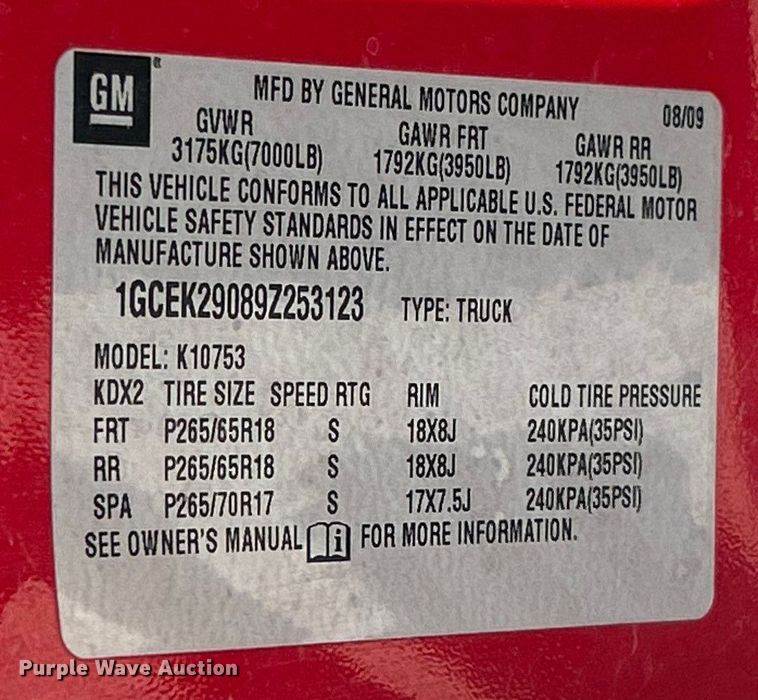 GM®
MFD BY GENERAL MOTORS COMPANY 08/09
GVWR GAWR FRT GAWR RR
3175KG(7000LB) 1792KG(3950LB) 1792KG(3950LB)
THIS VEHICLE CONFORMS TO ALL APPLICABLE U.S. FEDERAL MOTOR
VEHICLE SAFETY STANDARDS IN EFFECT ON THE DATE OF
MANUFACTURE SHOWN ABOVE.
1GCEK29089Z253123 TYPE: TRUCK
MODEL: K10753
KDX2 TIRE SIZE SPEED RTG RIM COLD TIRE PRESSURE
FRT P265/65R18 S 18X8J 240KPA(35PSI)
RR P265/65R18 S 18X8J 240KPA(35PSI)
SPA P265/70R17 S 17X7.5J 240KPA(35PSI)
SEE OWNER'S MANUAL i FOR MORE INFORMATION.
Purple Wave Auction